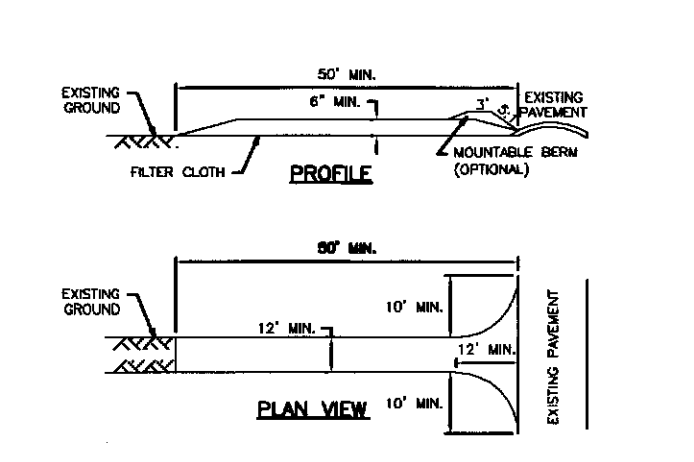 50' MIN.
EXISTING
GROUND
6" MIN.
3'
5'
EXISTING
PAVEMENT
FILTER CLOTH
PROFILE
MOUNTABLE BERM
(OPTIONAL)
50' MIN.
EXISTING
GROUND
10' MIN.
12' MIN.
12' MIN.
EXISTING PAVEMENT
PLAN VIEW
10' MIN.